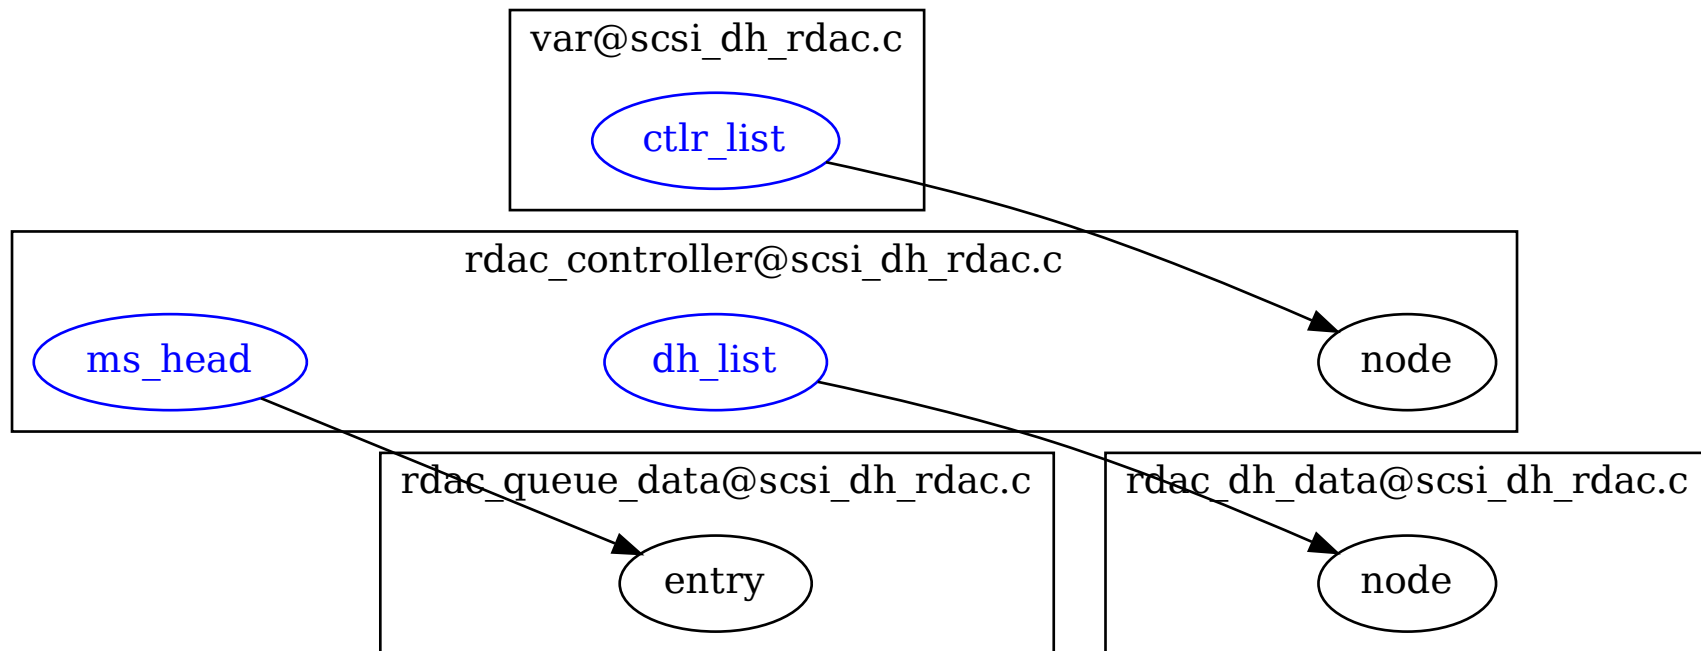 var@scsi_dh_rdac.c
ctlr_list
rdac_controller@scsi_dh_rdac.c
ms_head
dh_list
node
rdac_queue_data@scsi_dh_rdac.c
rdac_dh_data@scsi_dh_rdac.c
entry
node